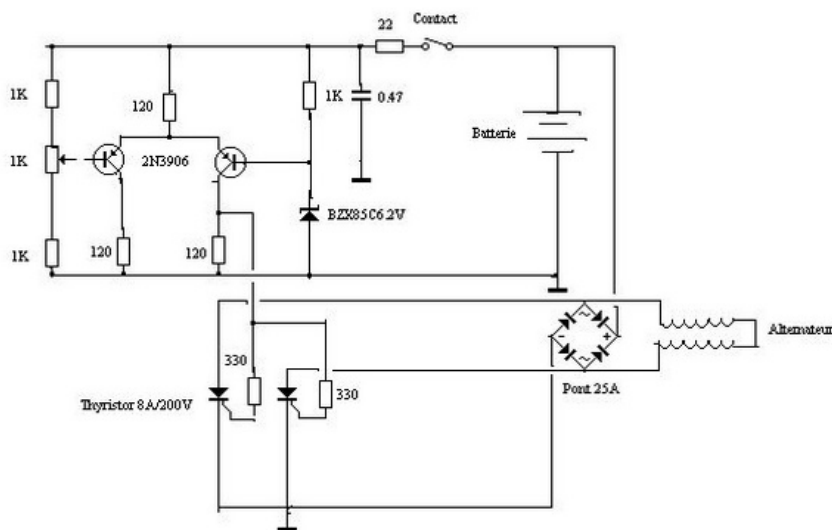 Contact
22
1K
120
1K
0.47
Batterie
1K
2N3906
BZX85C6.2V
1K
120
120
~
-
+
~
Alternateur
330
330
Pont 25A
Thyristor 8A/200V